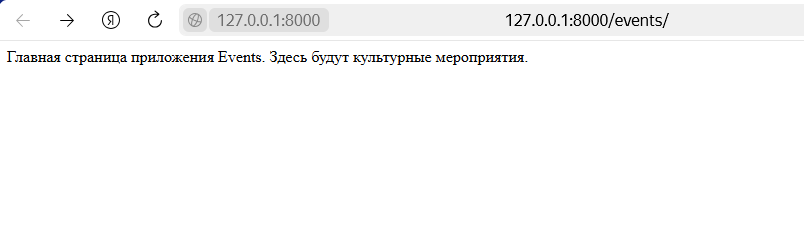 Я 127.0.0.1:8000 127.0.0.1:8000/events/
Главная страница приложения Events. Здесь будут культурные мероприятия.